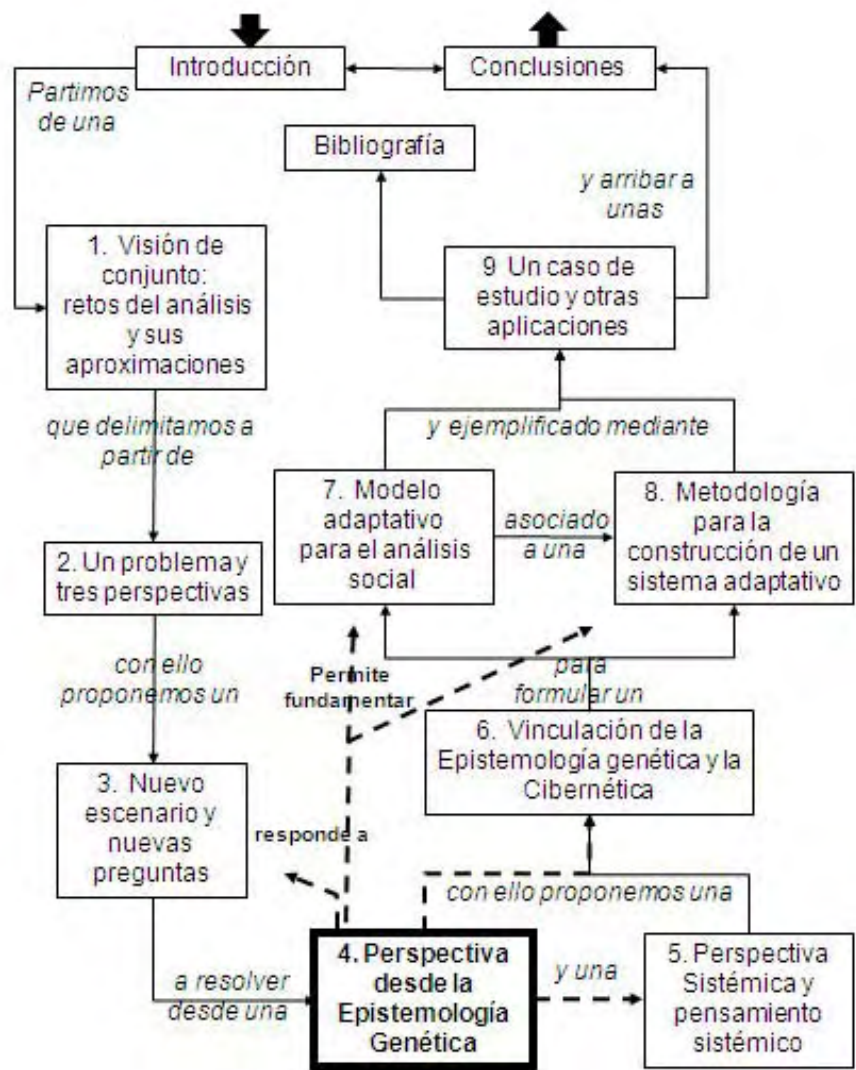 Introducción
Conclusiones
Partimos
de una
Bibliografía
y arribar a
unas
1. Visión de
conjunto:
retos del análisis
y sus
aproximaciones
9 Un caso de
estudio y otras
aplicaciones
que delimitamos a
partir de
y ejemplificado mediante
7. Modelo
adaptativo
para el análisis
social
asociado
a una
8. Metodología
para la
construcción de un
sistema adaptativo
2. Un problema y
tres perspectivas
con ello
proponemos un
Permite
fundamentar
para
formular un
6. Vinculación de la
Epistemología genética y la
Cibernética
3. Nuevo
escenario y
nuevas
preguntas
responde a
con ello proponemos una
a resolver
desde una
4. Perspectiva
desde la
Epistemología
Genética
y una
5. Perspectiva
Sistémica y
pensamiento
sistémico